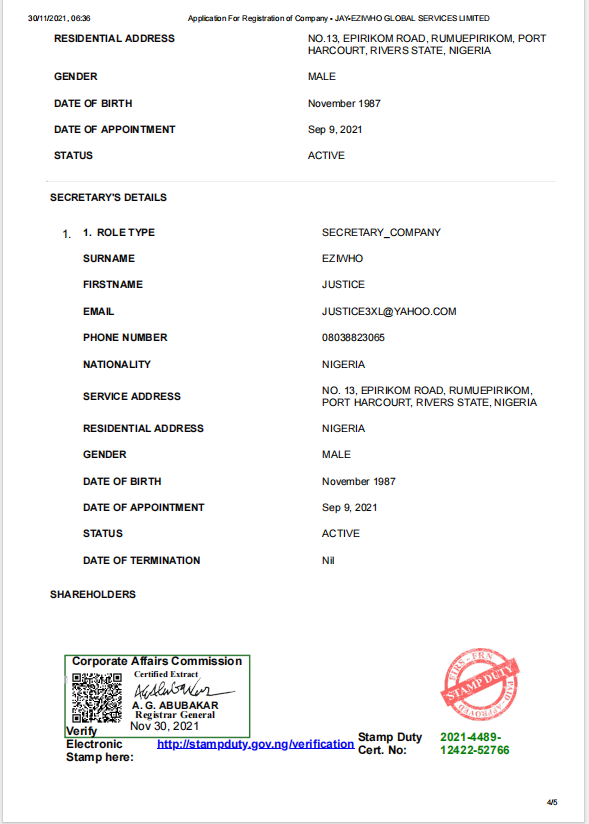 30/11/2021, 06:36 Application For Registration of Company - JAY-EZIWHO GLOBAL SERVICES LIMITED
RESIDENTIAL ADDRESS NO.13, EPIRIKOM ROAD, RUMUEPIRIKOM, PORT
HARCOURT, RIVERS STATE, NIGERIA
GENDER MALE
DATE OF BIRTH November 1987
DATE OF APPOINTMENT Sep 9, 2021
STATUS ACTIVE
SECRETARY'S DETAILS
1. 1. ROLE TYPE SECRETARY_COMPANY
SURNAME EZIWHO
FIRSTNAME JUSTICE
EMAIL JUSTICE3XL@YAHOO.COM
PHONE NUMBER 08038823065
NATIONALITY NIGERIA
SERVICE ADDRESS NO. 13, EPIRIKOM ROAD, RUMUEPIRIKOM,
PORT HARCOURT, RIVERS STATE, NIGERIA
RESIDENTIAL ADDRESS NIGERIA
GENDER MALE
DATE OF BIRTH November 1987
DATE OF APPOINTMENT Sep 9, 2021
STATUS ACTIVE
DATE OF TERMINATION Nil
SHAREHOLDERS
Corporate Affairs Commission
Certified Extract
A. G. ABUBAKAR
Registrar General
Nov 30, 2021
FIRS - FRN
STAMP DUTY
PAID - APPROVED
Verify
Electronic
Stamp here:
http://stampduty.gov.ng/verification
Stamp Duty
Cert. No:
2021-4489-
12422-52766
4/5